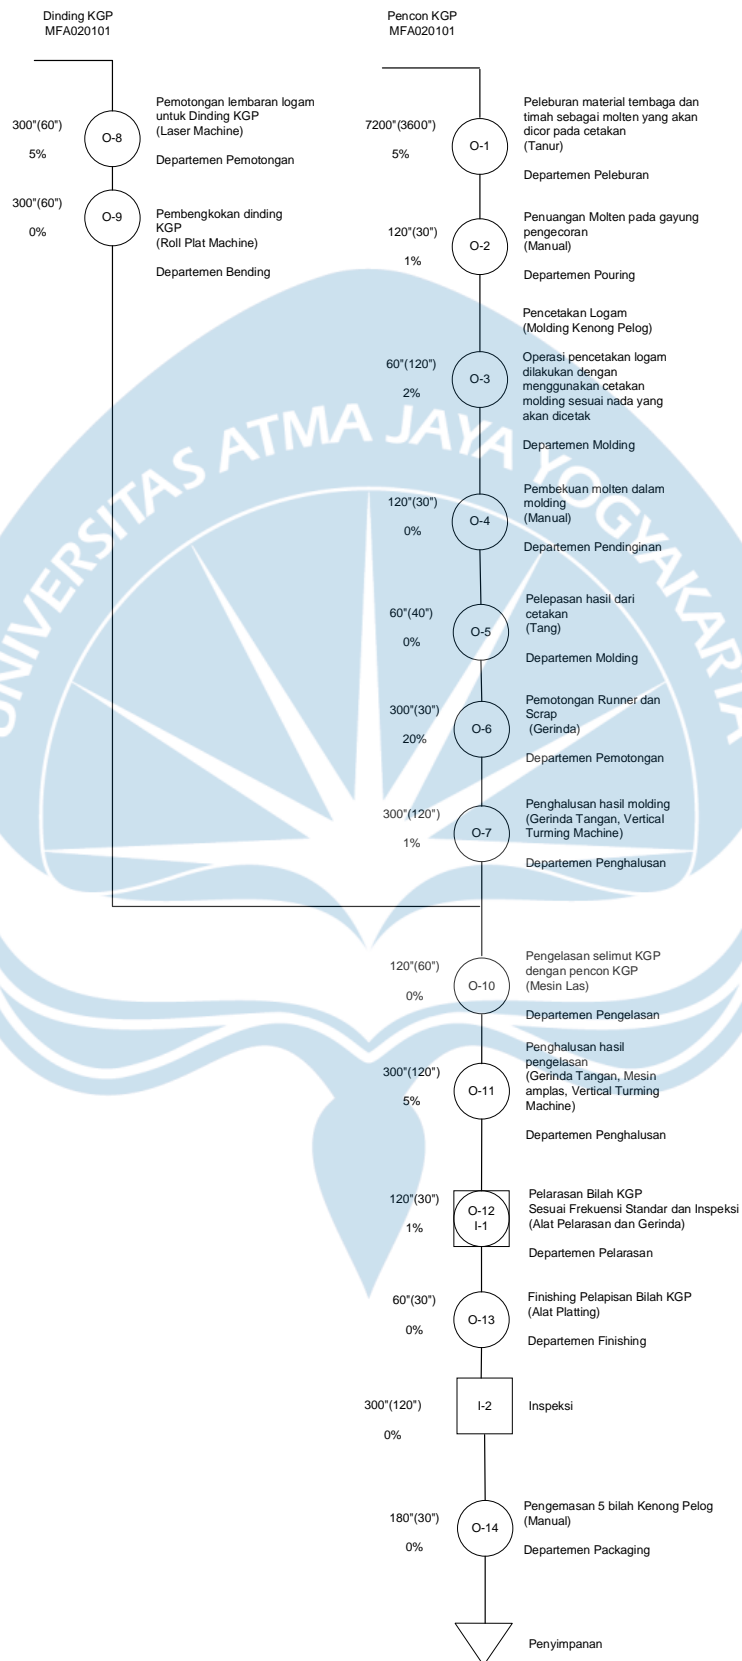 Dinding KGP
MFA020101
300"(60")
5%
O-8
Pemotongan lembaran logam
untuk Dinding KGP
(Laser Machine)
Departemen Pemotongan
300"(60")
0%
O-9
Pembengkokan dinding
KGP
(Roll Plat Machine)
Departemen Bending
Pencon KGP
MFA020101
7200"(3600")
5%
O-1
Peleburan material tembaga dan
timah sebagai molten yang akan
dicor pada cetakan
(Tanur)
Departemen Peleburan
120"(30")
1%
O-2
Penuangan Molten pada gayung
pengecoran
(Manual)
Departemen Pouring
Pencetakan Logam
(Molding Kenong Pelog)
60"(120")
2%
O-3
Operasi pencetakan logam
dilakukan dengan
menggunakan cetakan
molding sesuai nada yang
akan dicetak
Departemen Molding
120"(30")
0%
O-4
Pembekuan molten dalam
molding
(Manual)
Departemen Pendinginan
60"(40")
0%
O-5
Pelepasan hasil dari
cetakan
(Tang)
Departemen Molding
300"(30")
20%
O-6
Pemotongan Runner dan
Scrap
(Gerinda)
Departemen Pemotongan
300"(120")
1%
O-7
Penghalusan hasil molding
(Gerinda Tangan, Vertical
Turming Machine)
Departemen Penghalusan
120"(60")
0%
O-10
Pengelasan selimut KGP
dengan pencon KGP
(Mesin Las)
Departemen Pengelasan
300"(120")
5%
O-11
Penghalusan hasil
pengelasan
(Gerinda Tangan, Mesin
amplas, Vertical Turming
Machine)
Departemen Penghalusan
120"(30")
1%
O-12
I-1
Pelarasan Bilah KGP
Sesuai Frekuensi Standar dan Inspeksi
(Alat Pelarasan dan Gerinda)
Departemen Pelarasan
60"(30")
0%
O-13
Finishing Pelapisan Bilah KGP
(Alat Platting)
Departemen Finishing
300"(120")
0%
I-2
Inspeksi
180"(30")
0%
O-14
Pengemasan 5 bilah Kenong Pelog
(Manual)
Departemen Packaging
Penyimpanan
UNIVERSITAS ATMA JAYA YOGYAKARTA